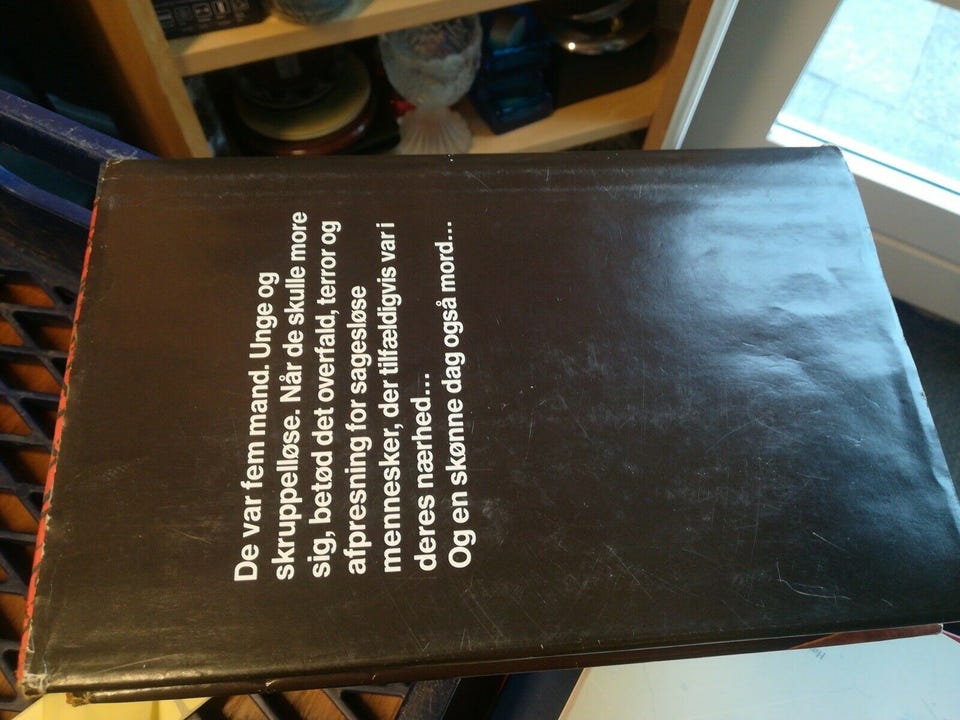 De var fem mand. Unge og
skruppelløse. Når de skulle more
sig, betød det overfald, terror og
afpresning for sagesløse
mennesker, der tilfældigvis var i
deres nærhed...
Og en skønne dag også mord...